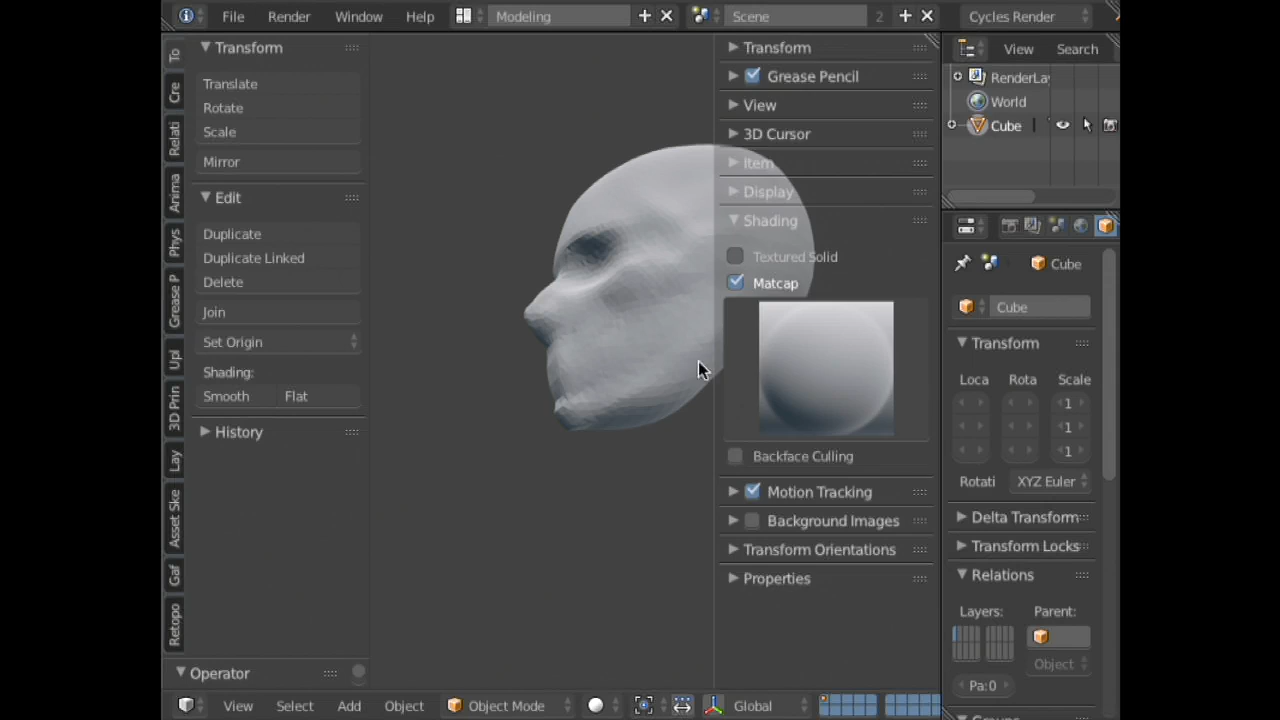 File Render Window Help Modeling Scene 2 Cycles Render
To
Cre
Relati
Anima
Phys
Grease P
Upl
3D Prin
Lay
Asset Ske
Gaf
Retopo
Transform
Translate
Rotate
Scale
Mirror
Edit
Duplicate
Duplicate Linked
Delete
Join
Set Origin
Shading:
Smooth Flat
History
Operator
Transform
Grease Pencil
View
3D Cursor
Item
Display
Shading
Textured Solid
Matcap
Backface Culling
Motion Tracking
Background Images
Transform Orientations
Properties
View Search
RenderLay
World
Cube
Cube
Cube
Transform
Loca Rota Scale
1
1
1
Rotati XYZ Euler
Delta Transform
Transform Locks
Relations
Layers: Parent:
Object
Pa:0
View Select Add Object Object Mode Global